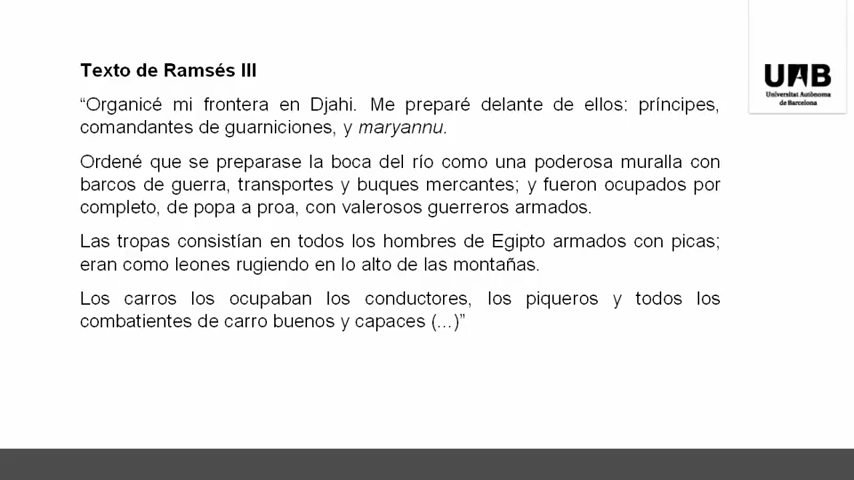 UAB
Universitat Autònoma
de Barcelona
Texto de Ramsés III
“Organicé mi frontera en Djahi. Me preparé delante de ellos: príncipes,
comandantes de guarniciones, y maryannu.
Ordené que se preparase la boca del río como una poderosa muralla con
barcos de guerra, transportes y buques mercantes; y fueron ocupados por
completo, de popa a proa, con valerosos guerreros armados.
Las tropas consistían en todos los hombres de Egipto armados con picas;
eran como leones rugiendo en lo alto de las montañas.
Los carros los ocupaban los conductores, los piqueros y todos los
combatientes de carro buenos y capaces (...)”